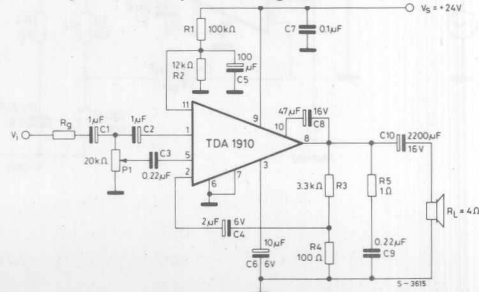 Vs = +24V
R1
100kΩ
C7
0.1µF
12kΩ
R2
100
µF
C5
47µF
16V
C8
11
9
10
Vi
Rg
1µF
C1
1µF
C2
1
TDA 1910
8
C10
2200µF
16V
20kΩ
P1
C3
0.22µF
5
2
6
7
3
3.3kΩ
R3
R5
1Ω
RL = 4Ω
2µF
6V
C4
10µF
C6
6V
R4
100Ω
0.22µF
C9
S-3615